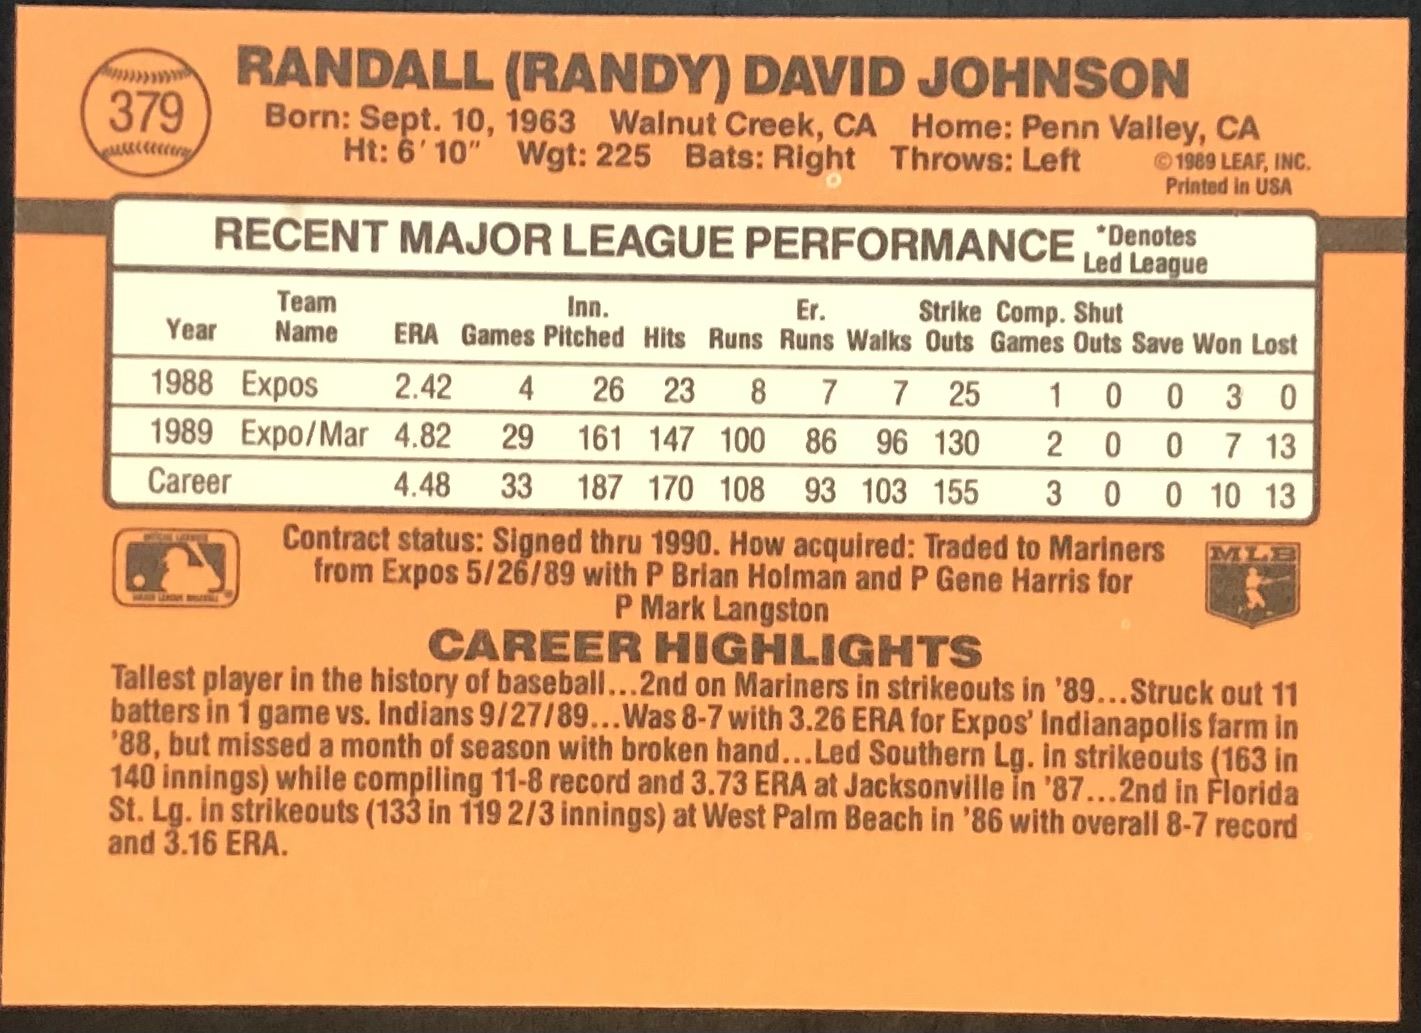 379
RANDALL (RANDY) DAVID JOHNSON
Born: Sept. 10, 1963 Walnut Creek, CA Home: Penn Valley, CA
Ht: 6' 10" Wgt: 225 Bats: Right Throws: Left
©1989 LEAF, INC.
Printed in USA
RECENT MAJOR LEAGUE PERFORMANCE *Denotes Led League
Year Team Name ERA Games Inn. Pitched Hits Runs Er. Runs Walks Strike Outs Comp. Games Shut Outs Save Won Lost
1988 Expos 2.42 4 26 23 8 7 7 25 1 0 0 3 0
1989 Expo/Mar 4.82 29 161 147 100 86 96 130 2 0 0 7 13
Career 4.48 33 187 170 108 93 103 155 3 0 0 10 13
Contract status: Signed thru 1990. How acquired: Traded to Mariners
from Expos 5/26/89 with P Brian Holman and P Gene Harris for
P Mark Langston
MLB
CAREER HIGHLIGHTS
Tallest player in the history of baseball...2nd on Mariners in strikeouts in '89...Struck out 11
batters in 1 game vs. Indians 9/27/89...Was 8-7 with 3.26 ERA for Expos' Indianapolis farm in
'88, but missed a month of season with broken hand...Led Southern Lg. in strikeouts (163 in
140 innings) while compiling 11-8 record and 3.73 ERA at Jacksonville in '87...2nd in Florida
St. Lg. in strikeouts (133 in 119 2/3 innings) at West Palm Beach in '86 with overall 8-7 record
and 3.16 ERA.